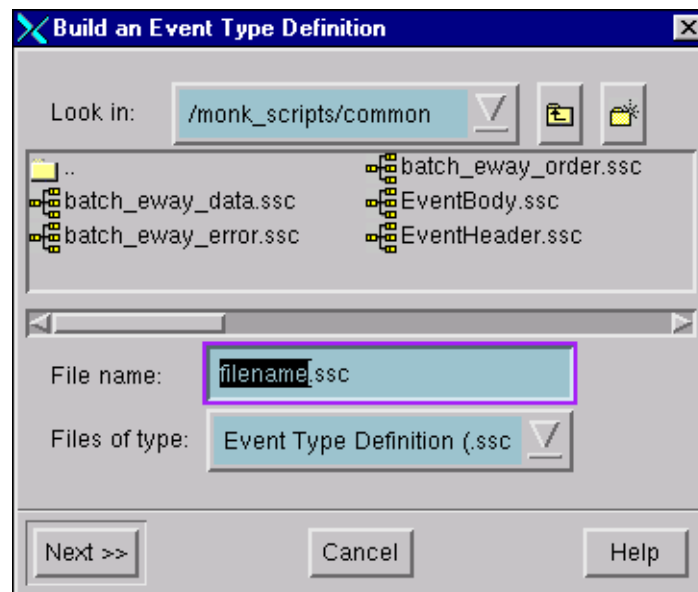 Build an Event Type Definition
Look in: /monk_scripts/common
.. batch_eway_order.ssc
batch_eway_data.ssc EventBody.ssc
batch_eway_error.ssc EventHeader.ssc
File name: filename.ssc
Files of type: Event Type Definition (.ssc
Next >> Cancel Help